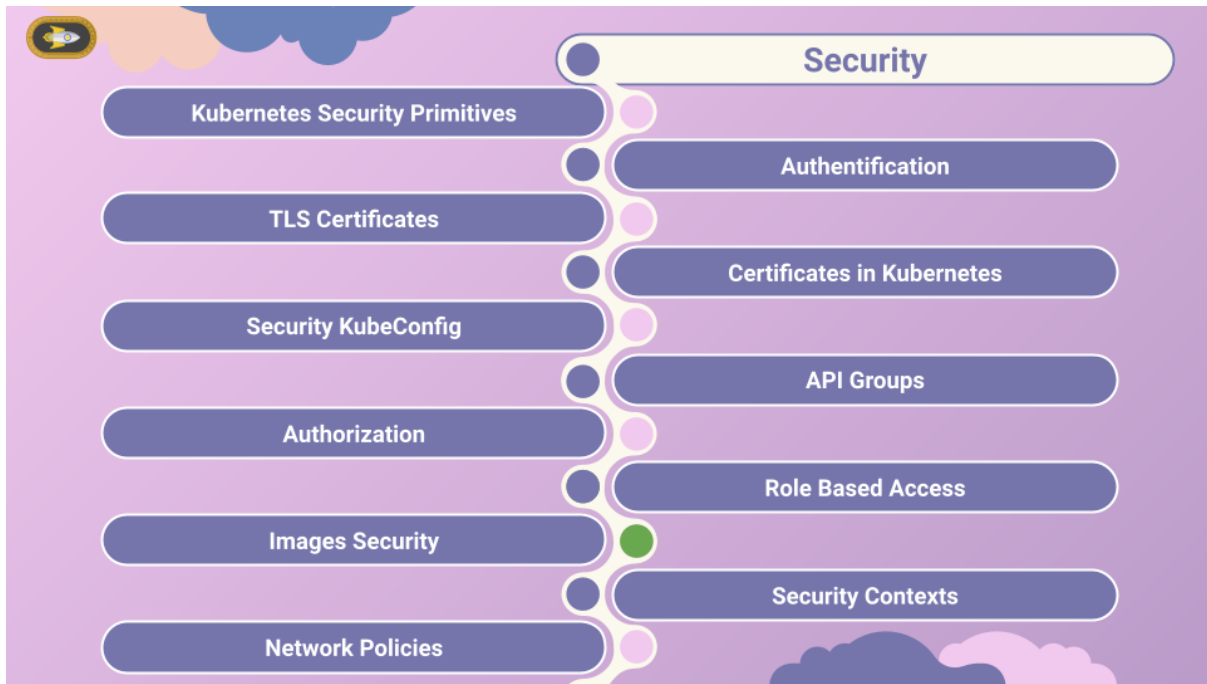 Security
Kubernetes Security Primitives
Authentification
TLS Certificates
Certificates in Kubernetes
Security KubeConfig
API Groups
Authorization
Role Based Access
Images Security
Security Contexts
Network Policies